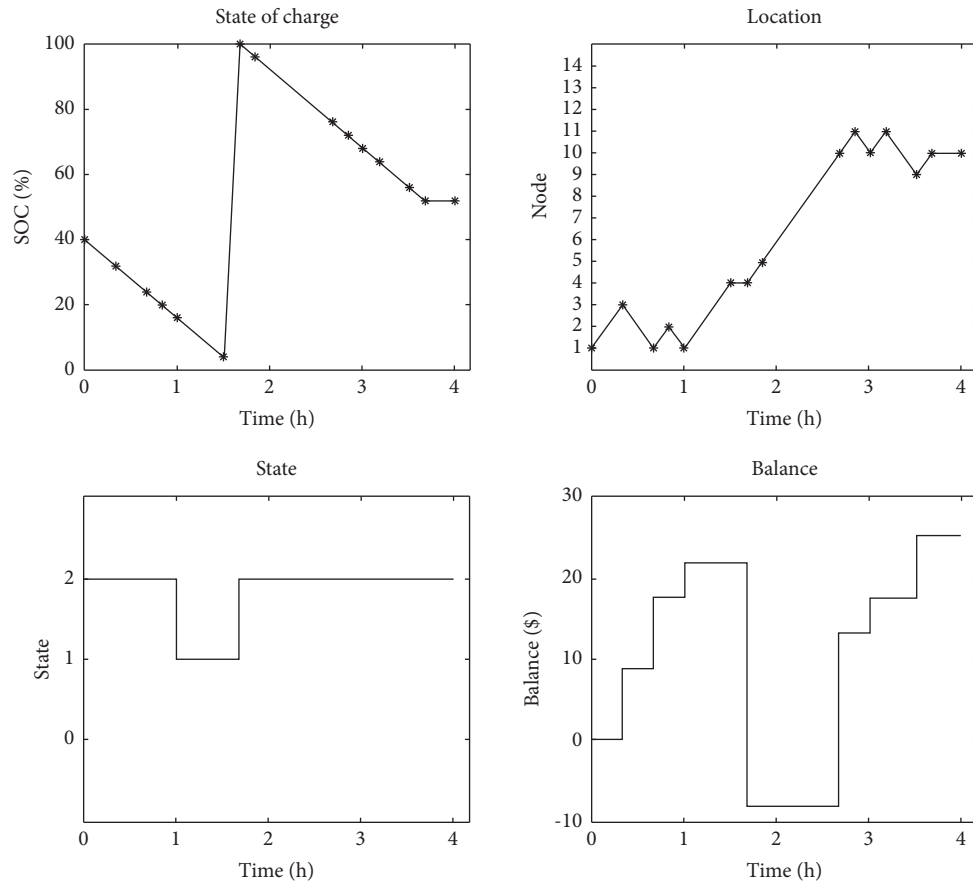 State of charge
100
80
60
40
20
0
SOC (%)
0 1 2 3 4
Time (h)
Location
14
13
12
11
10
9
8
7
6
5
4
3
2
1
Node
0 1 2 3 4
Time (h)
State
2
1
0
State
0 1 2 3 4
Time (h)
Balance
30
20
10
0
-10
Balance ($)
0 1 2 3 4
Time (h)